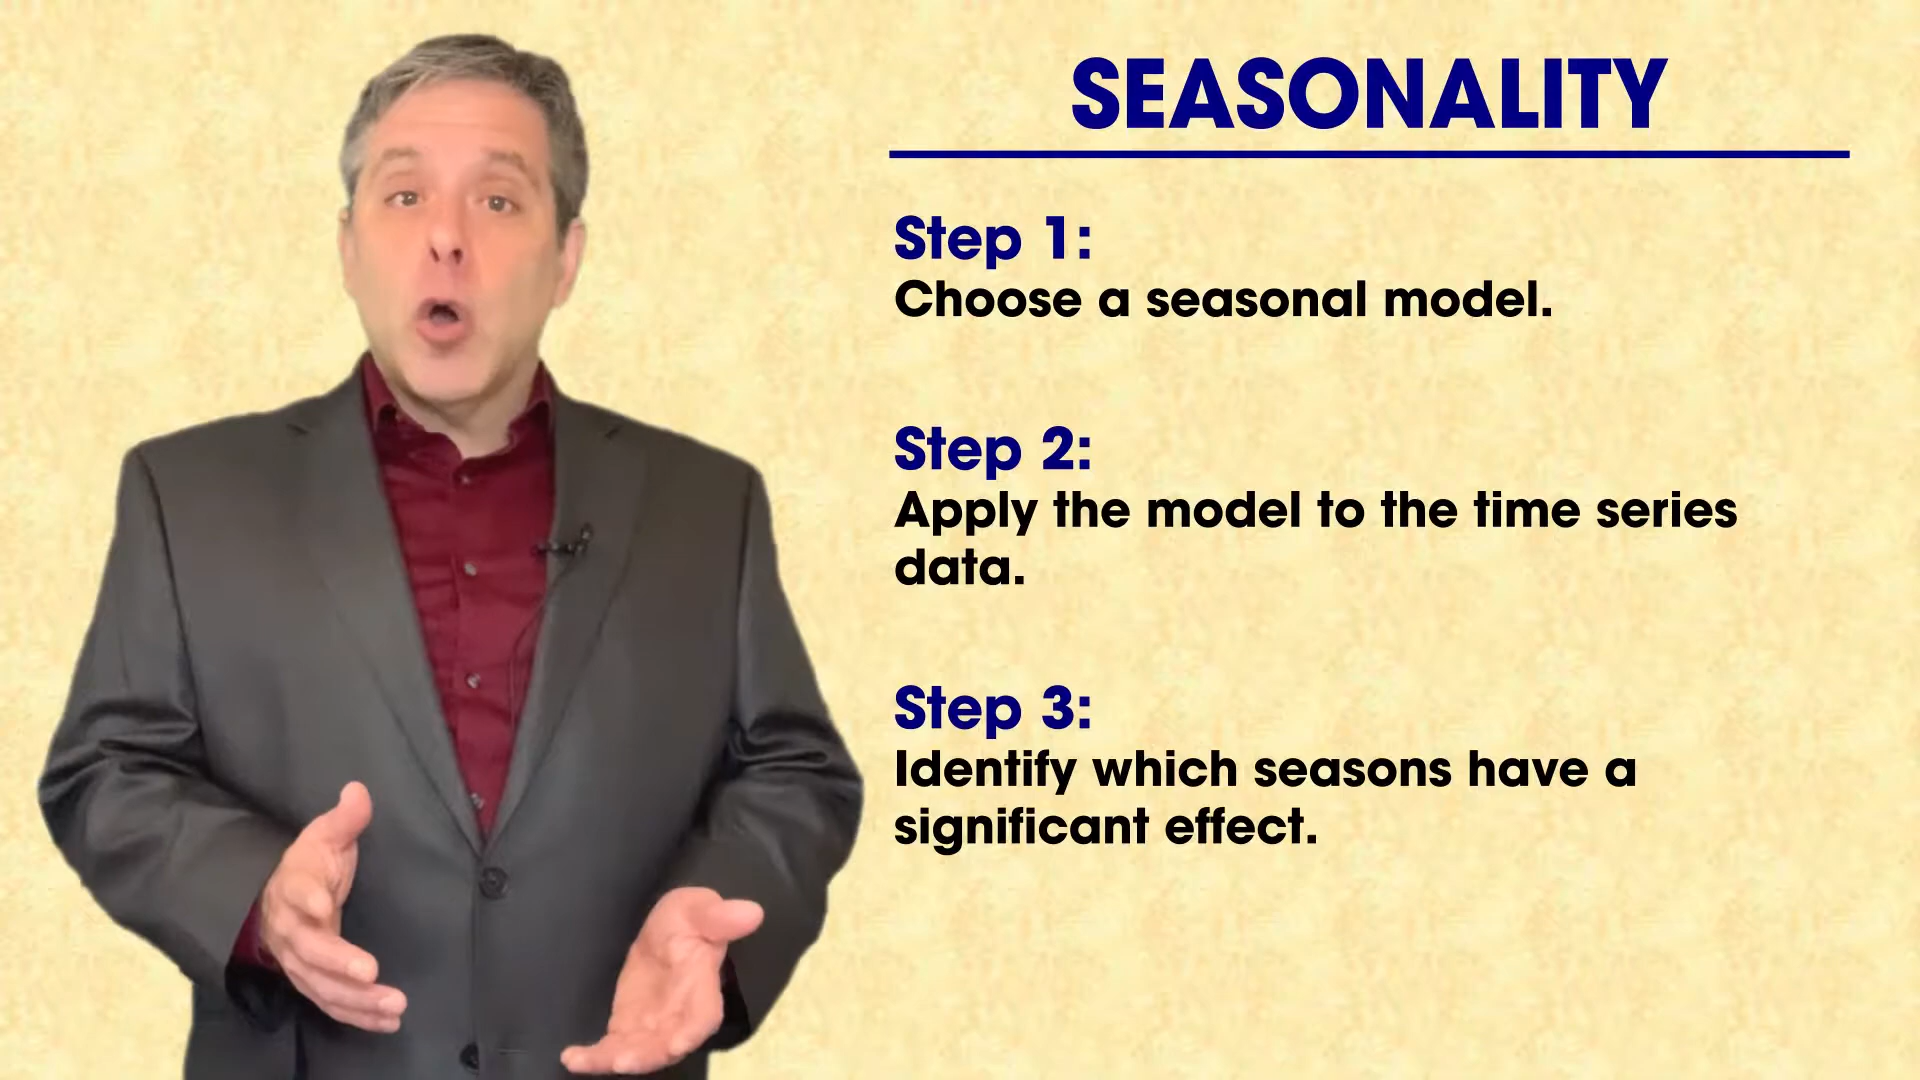 SEASONALITY
Step 1:
Choose a seasonal model.
Step 2:
Apply the model to the time series
data.
Step 3:
Identify which seasons have a
significant effect.